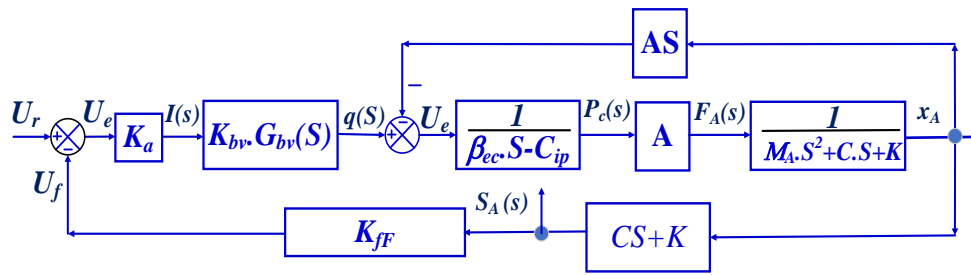 AS
U_r
U_e
K_a
I(s)
K_bv.G_bv(S)
q(S)
U_e
1
β_ec.S-C_ip
P_c(s)
A
F_A(s)
1
M_A.S²+C.S+K
x_A
+
−
−
+
−
U_f
K_fF
S_A(s)
CS+K